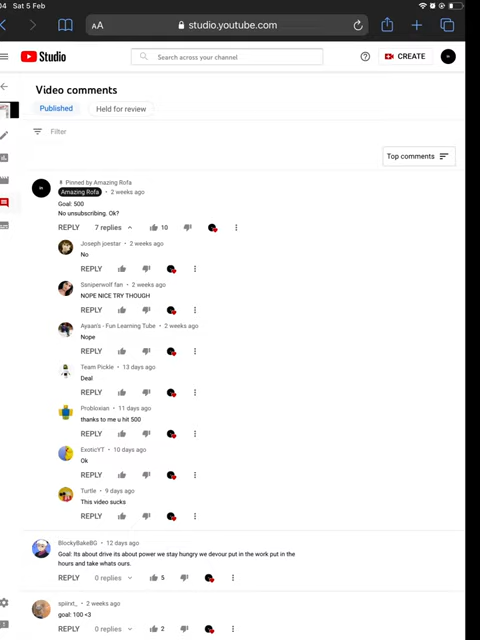 04 Sat 5 Feb
AA studio.youtube.com
Studio
Search across your channel
CREATE
Video comments
Published Held for review
Filter
Top comments
Pinned by Amazing Rofa
Amazing Rofa • 2 weeks ago
Goal: 500
No unsubscribing. Ok?
REPLY 7 replies 10
Joseph joestar • 2 weeks ago
No
REPLY
Ssniperwolf fan • 2 weeks ago
NOPE NICE TRY THOUGH
REPLY
Ayaan's - Fun Learning Tube • 2 weeks ago
Nope
REPLY
Team Pickle • 13 days ago
Deal
REPLY
Probloxian • 11 days ago
thanks to me u hit 500
REPLY
ExoticYT • 10 days ago
Ok
REPLY
Turtle • 9 days ago
This video sucks
REPLY
BlockyBakeBG • 12 days ago
Goal: Its about drive its about power we stay hungry we devour put in the work put in the
hours and take whats ours.
REPLY 0 replies 5
spirxt_ • 2 weeks ago
goal: 100 <3
REPLY 0 replies 2